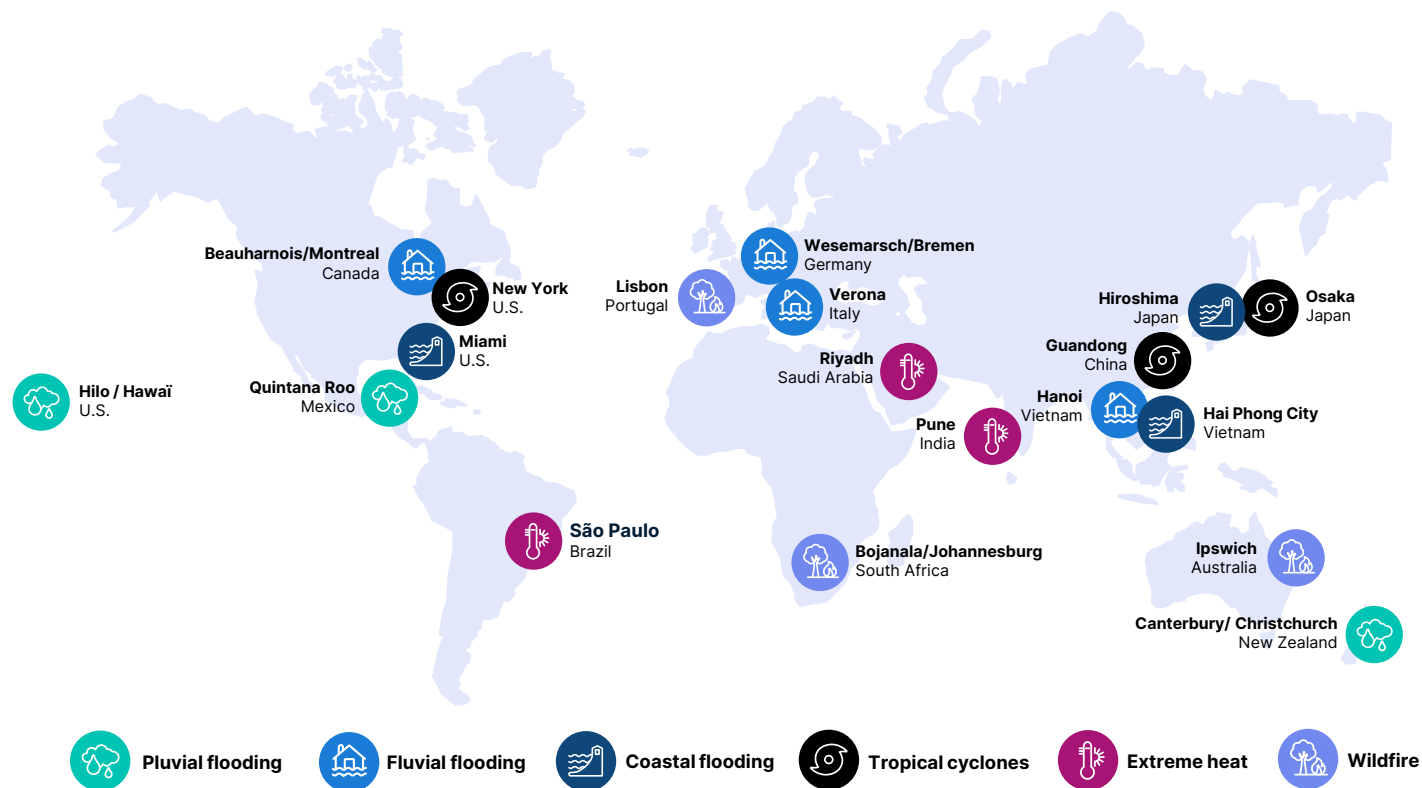 Beauharnois/Montreal
Canada
New York
U.S.
Miami
U.S.
Hilo / Hawaï
U.S.
Quintana Roo
Mexico
São Paulo
Brazil
Wesemarsch/Bremen
Germany
Lisbon
Portugal
Verona
Italy
Riyadh
Saudi Arabia
Pune
India
Bojanala/Johannesburg
South Africa
Hiroshima
Japan
Osaka
Japan
Guandong
China
Hanoi
Vietnam
Hai Phong City
Vietnam
Ipswich
Australia
Canterbury/ Christchurch
New Zealand
Pluvial flooding
Fluvial flooding
Coastal flooding
Tropical cyclones
Extreme heat
Wildfire